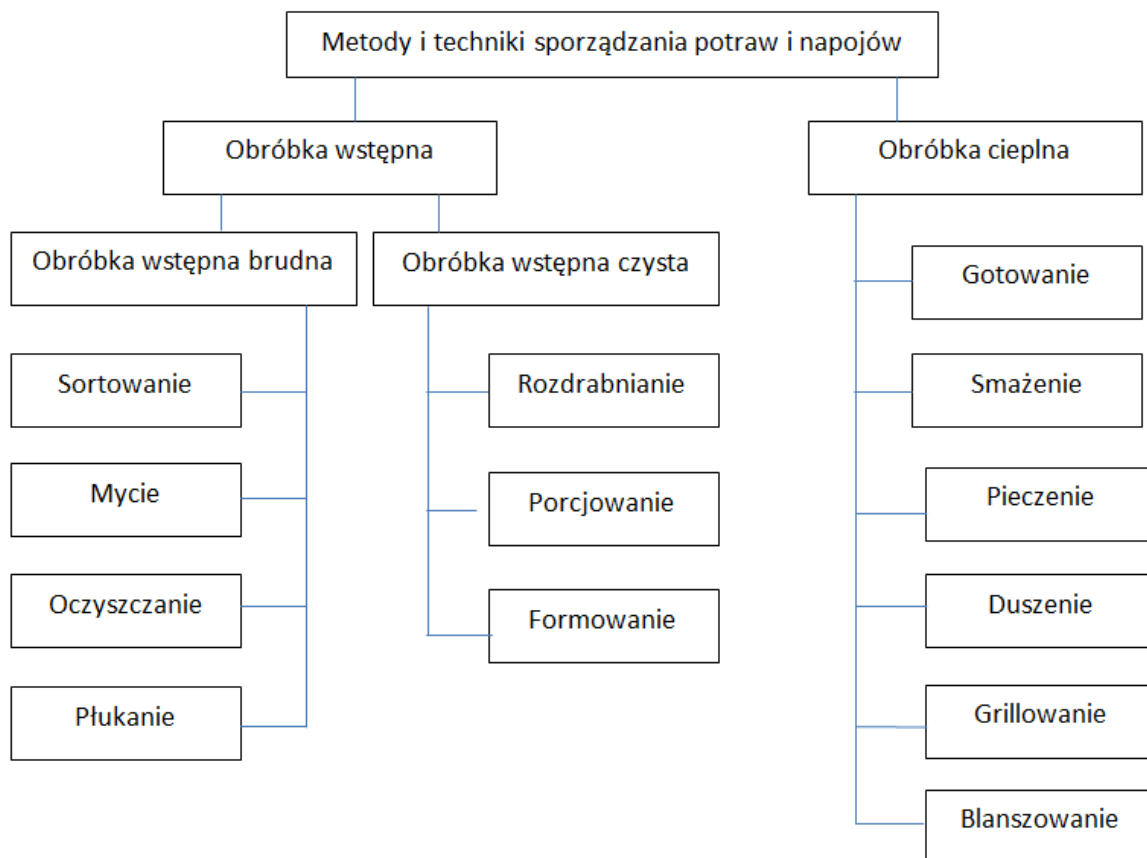 Metody i techniki sporządzania potraw i napojów
Obróbka wstępna
Obróbka cieplna
Obróbka wstępna brudna
Obróbka wstępna czysta
Gotowanie
Sortowanie
Rozdrabnianie
Smażenie
Mycie
Porcjowanie
Pieczenie
Oczyszczanie
Formowanie
Duszenie
Płukanie
Grillowanie
Blanszowanie